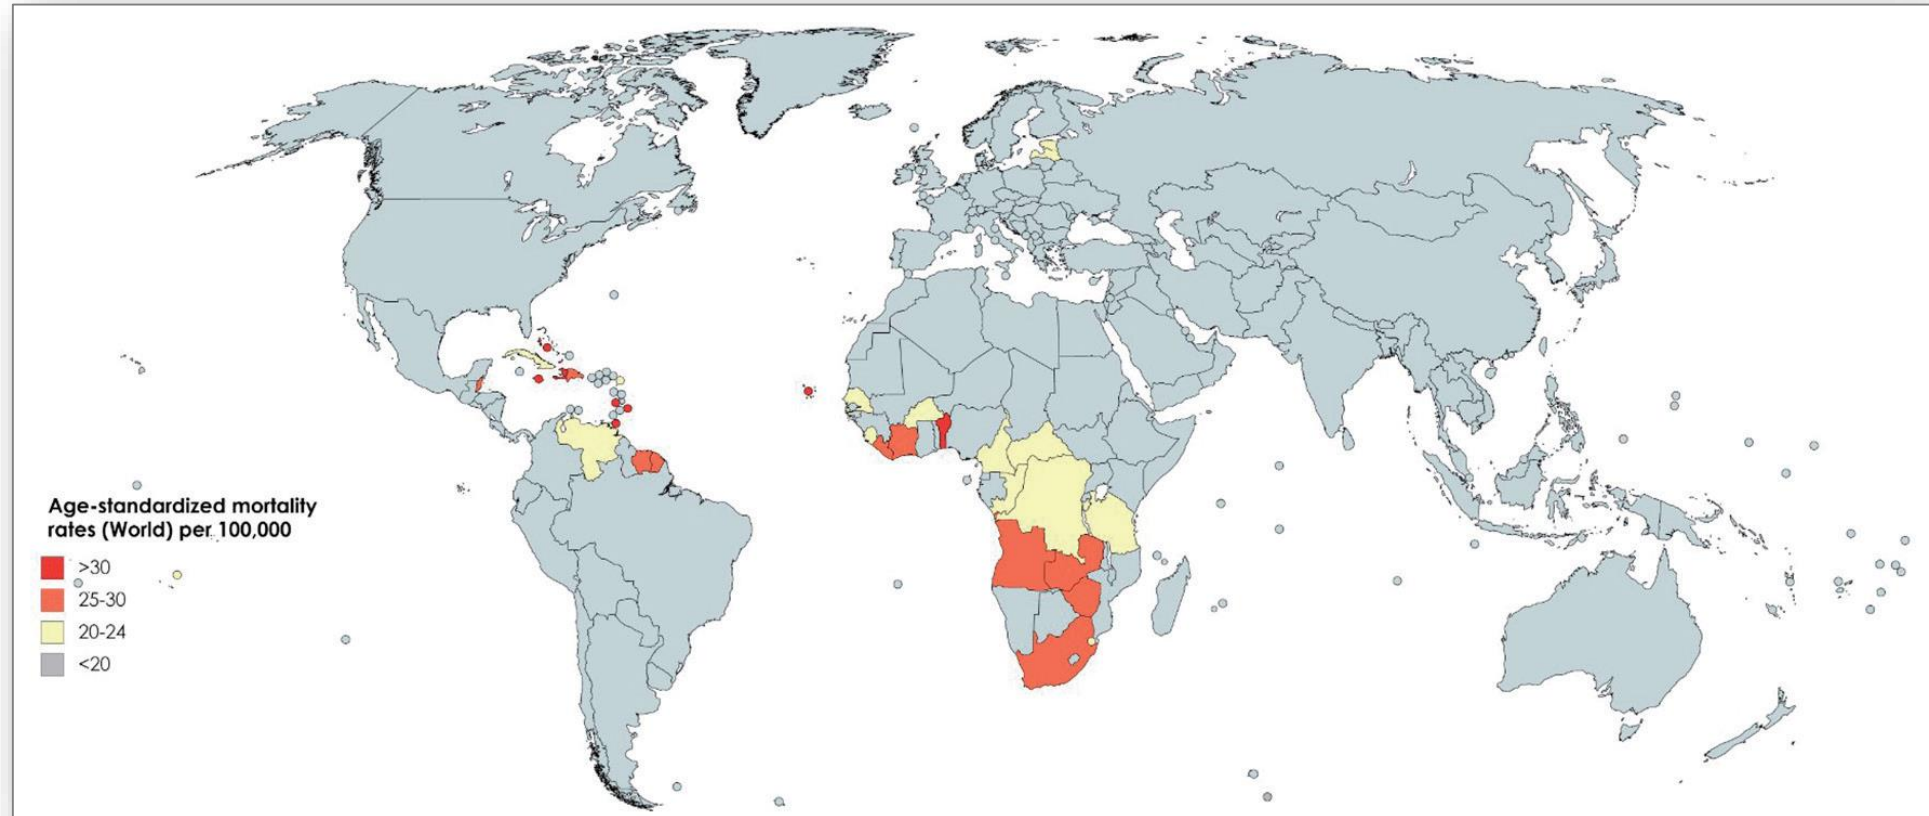 Age-standardized mortality
rates (World) per 100,000
>30
25-30
20-24
<20